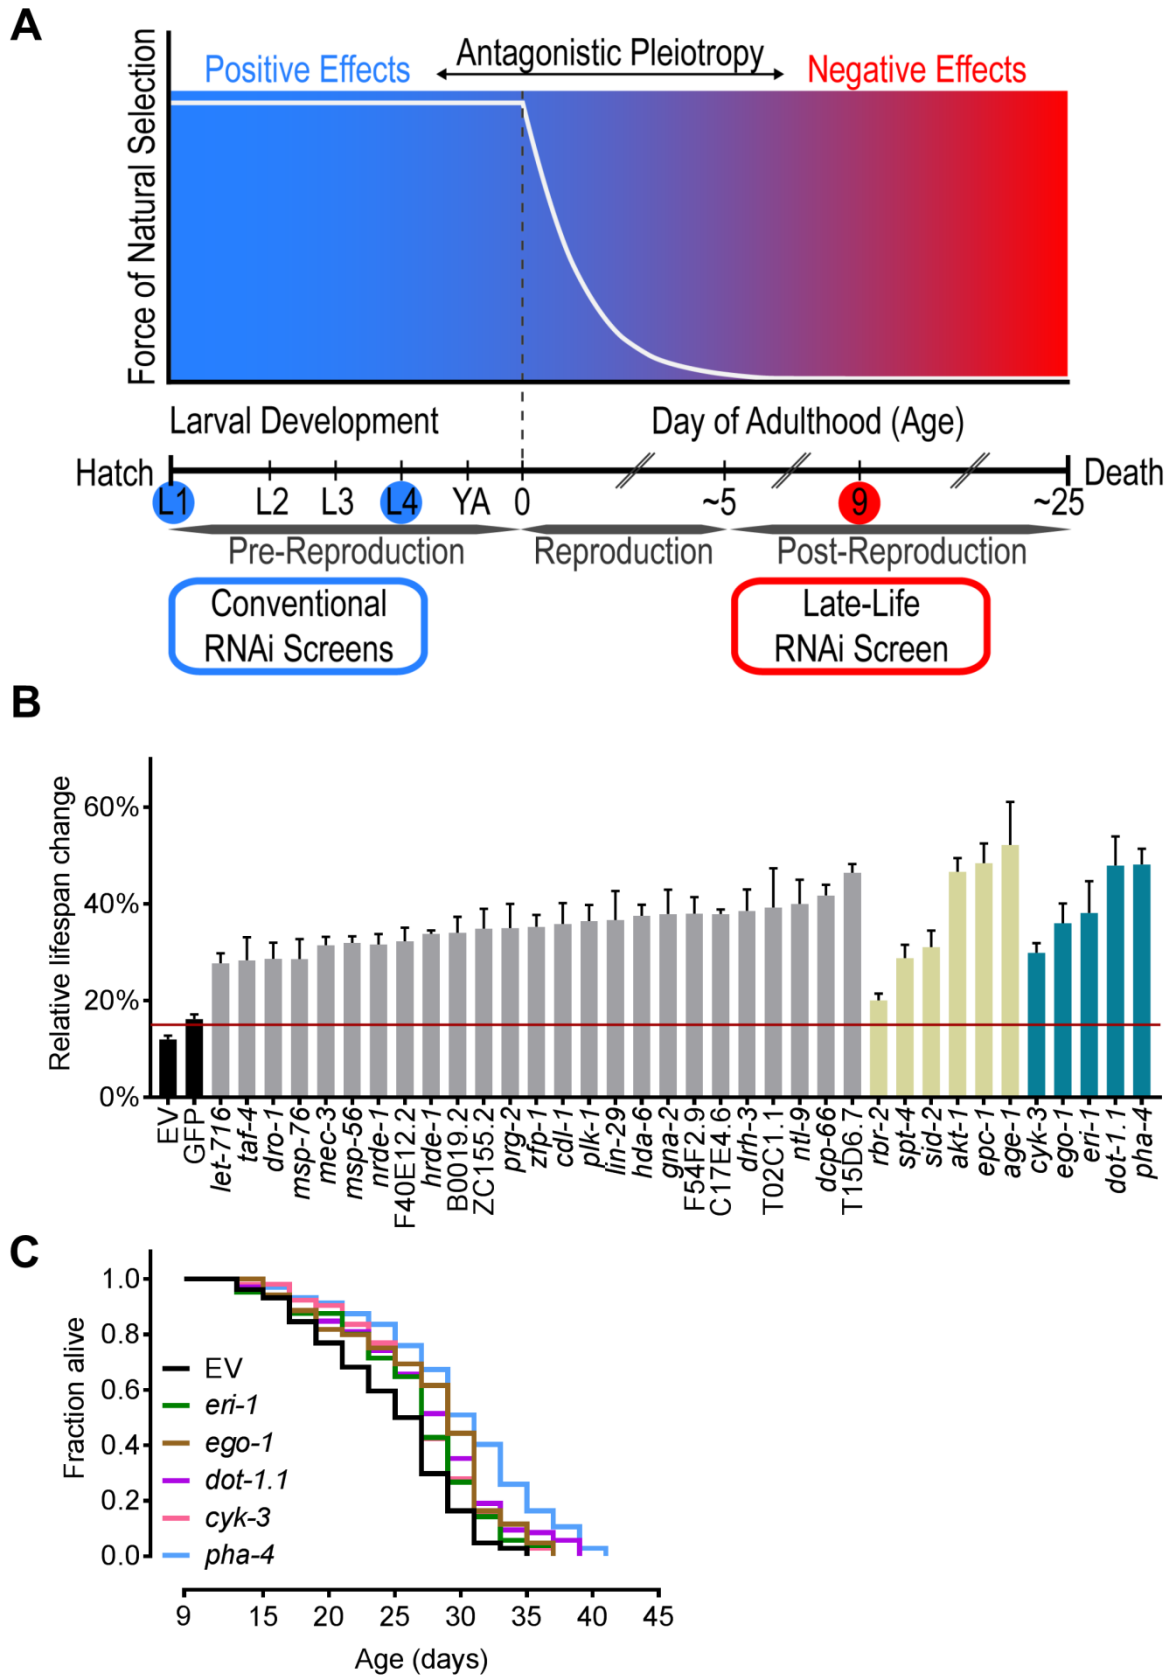 A
Force of Natural Selection
Positive Effects
Antagonistic Pleiotropy
Negative Effects
Larval Development
Day of Adulthood (Age)
Hatch
Death
L1
L2
L3
L4
YA
0
~5
9
~25
Pre-Reproduction
Reproduction
Post-Reproduction
Conventional
RNAi Screens
Late-Life
RNAi Screen
B
Relative lifespan change
60%
40%
20%
0%
EV
GFP
let-716
taf-4
dro-1
msp-76
mec-3
msp-56
nrde-1
F40E12.2
hrde-1
B0019.2
ZC155.2
prg-2
zfp-1
cdl-1
plk-1
lin-29
hda-6
gna-2
F54F2.9
C17E4.6
drh-3
T02C1.1
ntl-9
dcp-66
T15D6.7
rbr-2
spt-4
sid-2
akt-1
epc-1
age-1
cyk-3
ego-1
eri-1
dot-1.1
pha-4
C
Fraction alive
1.0
0.8
0.6
0.4
0.2
0.0
EV
eri-1
ego-1
dot-1.1
cyk-3
pha-4
9
15
20
25
30
35
40
45
Age (days)